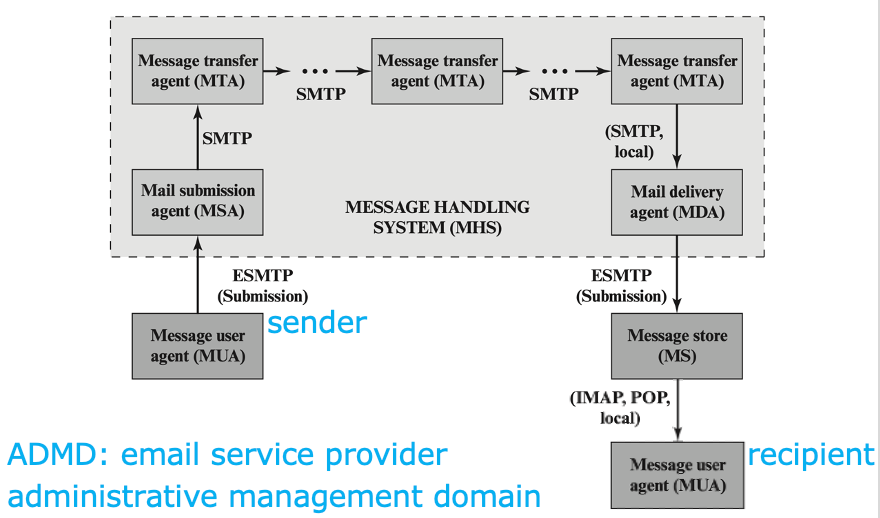 Message transfer
agent (MTA)
SMTP
Message transfer
agent (MTA)
SMTP
Message transfer
agent (MTA)
SMTP
(SMTP,
local)
Mail submission
agent (MSA)
MESSAGE HANDLING
SYSTEM (MHS)
Mail delivery
agent (MDA)
ESMTP
(Submission)
ESMTP
(Submission)
Message user
agent (MUA)
sender
Message store
(MS)
(IMAP, POP,
local)
ADMD: email service provider
administrative management domain
Message user
agent (MUA)
recipient